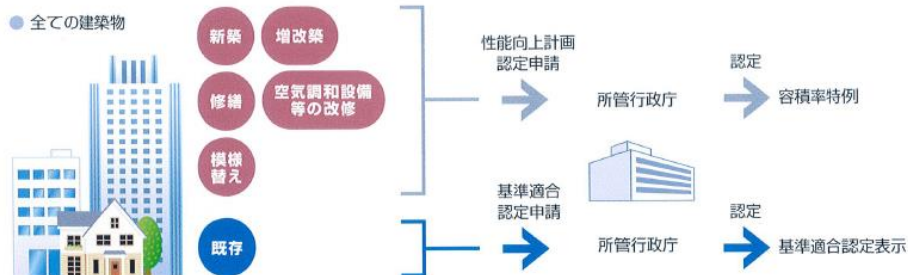 全ての建築物
新築
増改築
修繕
空気調和設備
等の改修
模様
替え
性能向上計画
認定申請
所管行政庁
認定
容積率特例
既存
基準適合
認定申請
所管行政庁
認定
基準適合認定表示